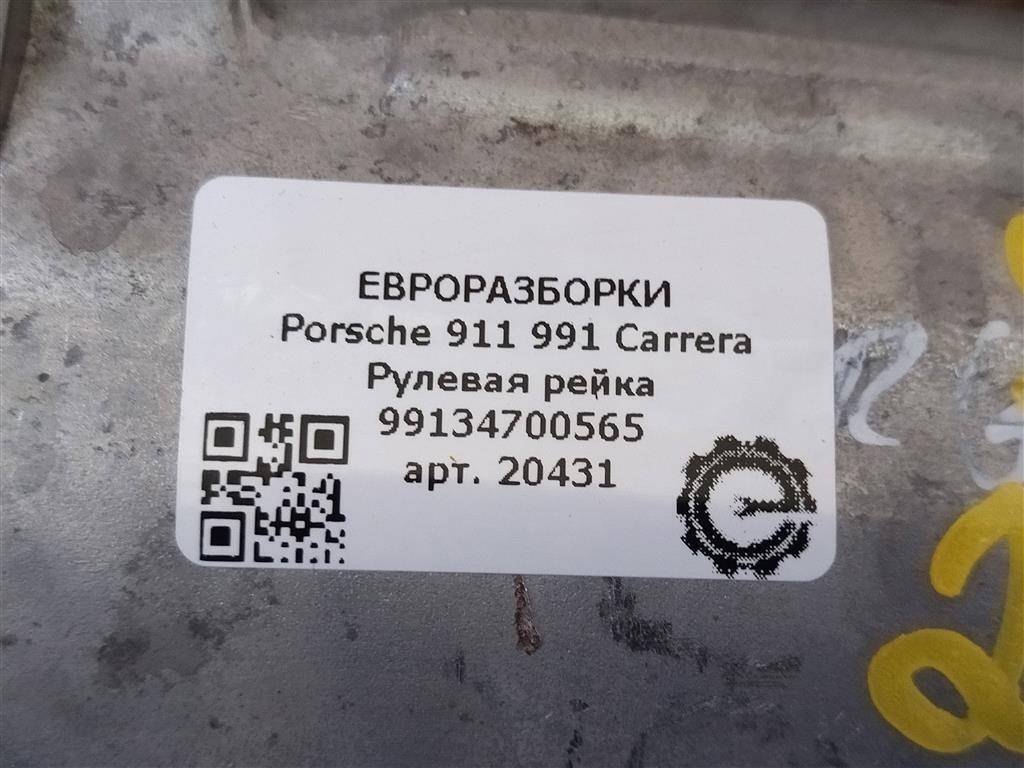 ЕВРОРАЗБОРКИ
Porsche 911 991 Carrera
Рулевая рейка
99134700565
арт. 20431